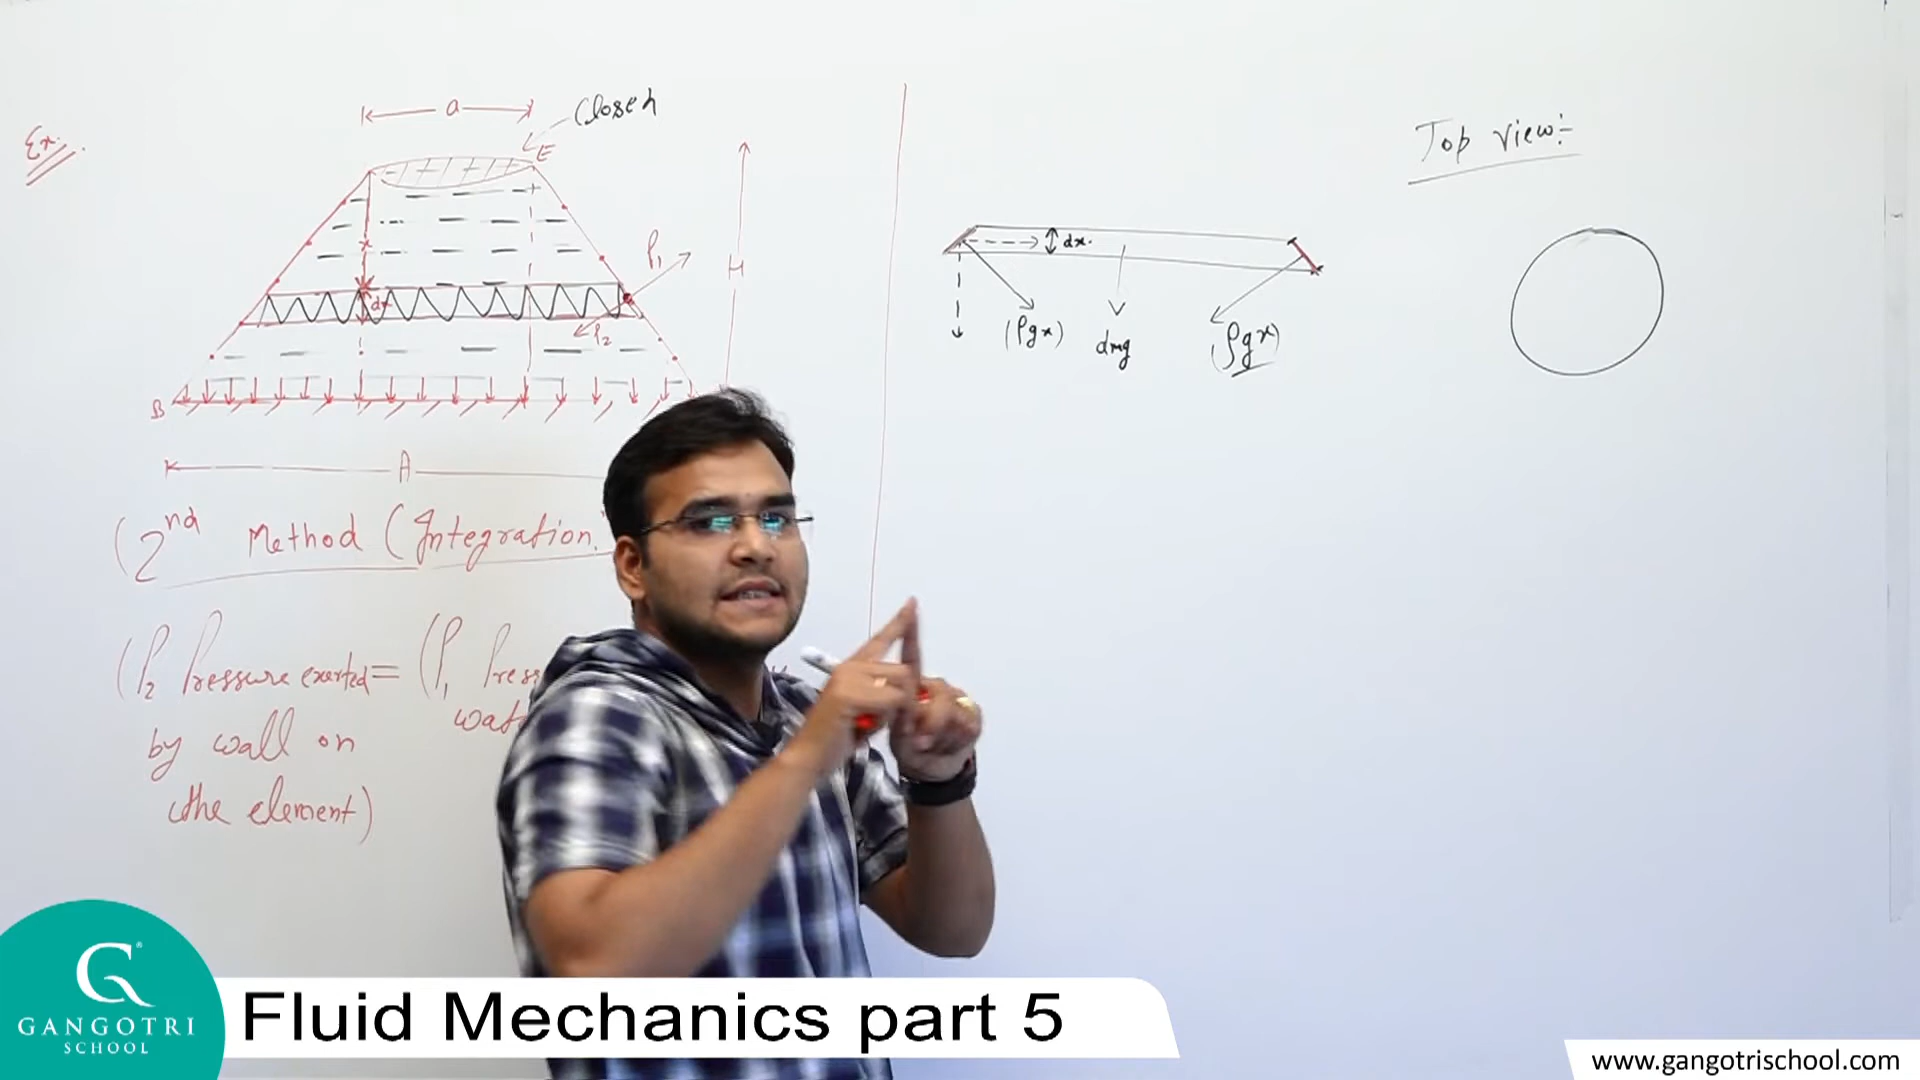 Ex.
a
Closed
E
x
dx
P1
P2
H
B
A
(2nd Method (Integration
(P2 Pressure exerted = (P1 Press
by wall on wat
the element)
Top view:-
dx.
(ρgx)
dmg
(ρgx)
G
GANGOTRI
SCHOOL
Fluid Mechanics part 5
www.gangotrischool.com